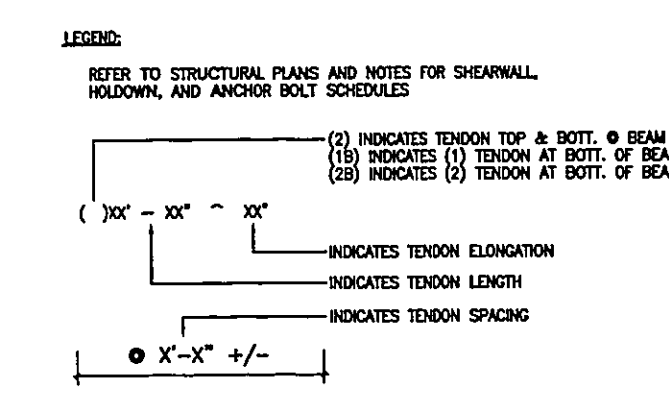 LEGEND:
REFER TO STRUCTURAL PLANS AND NOTES FOR SHEARWALL,
HOLDOWN, AND ANCHOR BOLT SCHEDULES
(2) INDICATES TENDON TOP & BOTT. @ BEAM
(1B) INDICATES (1) TENDON AT BOTT. OF BEA
(2B) INDICATES (2) TENDON AT BOTT. OF BEA
( )XX' - XX" ^ XX"
INDICATES TENDON ELONGATION
INDICATES TENDON LENGTH
INDICATES TENDON SPACING
@ X'-X" +/-